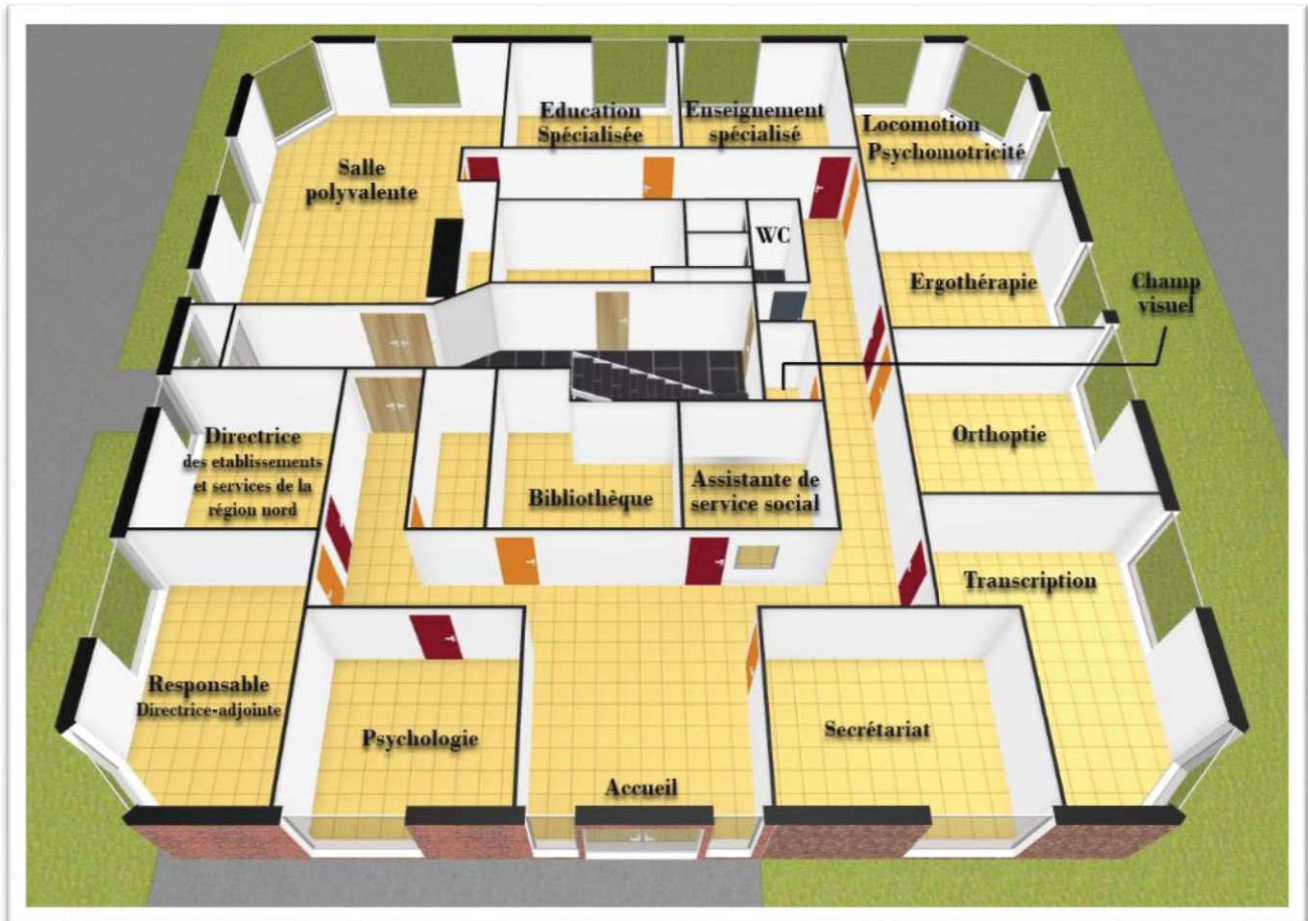 Education
Spécialisée
Enseignement
spécialisé
Locomotion
Psychomotricité
Salle
polyvalente
WC
Ergothérapie
Champ
visuel
Directrice
des etablissements
et services de la
région nord
Bibliothèque
Assistante de
service social
Orthoptie
Transcription
Responsable
Directrice-adjointe
Psychologie
Secrétariat
Accueil